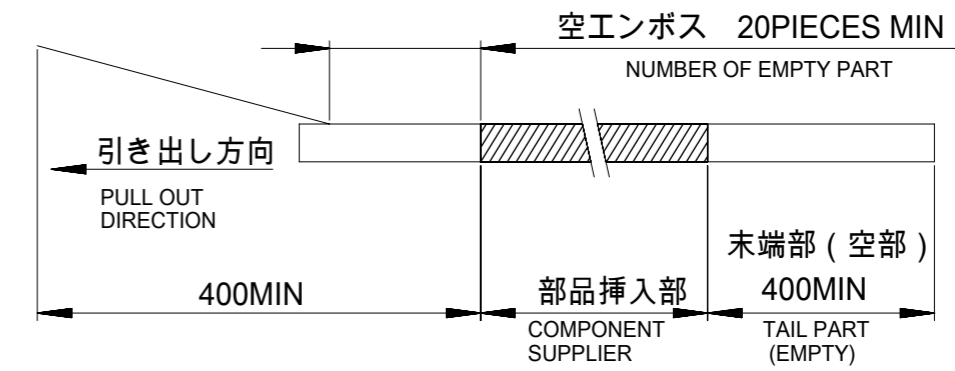 空エンボス 20PIECES MIN
NUMBER OF EMPTY PART
引き出し方向
PULL OUT
DIRECTION
末端部(空部)
400MIN
部品挿入部
400MIN
COMPONENT
SUPPLIER
TAIL PART
(EMPTY)